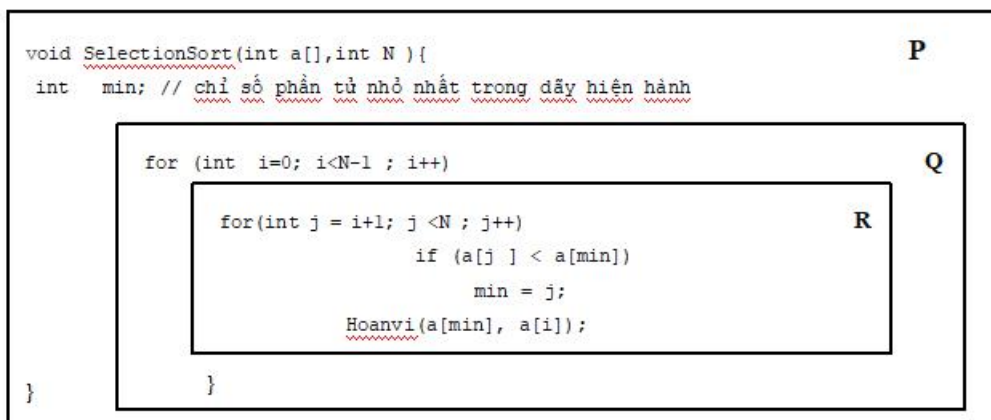 void SelectionSort(int a[],int N ){ P
int min; // chỉ số phần tử nhỏ nhất trong dãy hiện hành
for (int i=0; i<N-1 ; i++) Q
for(int j = i+1; j <N ; j++) R
if (a[j ] < a[min])
min = j;
Hoanvi(a[min], a[i]);
}
}